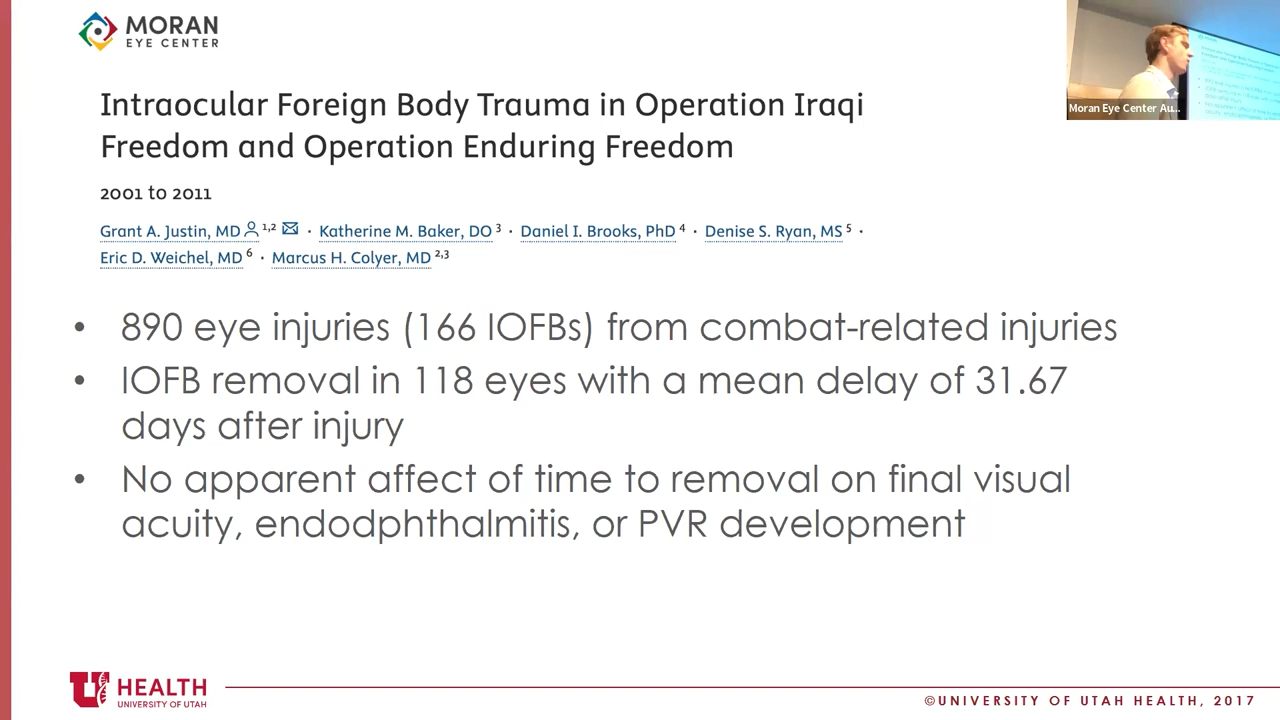 MORAN
EYE CENTER
Moran Eye Center Au...
Intraocular Foreign Body Trauma in Operation Iraqi
Freedom and Operation Enduring Freedom
2001 to 2011
Grant A. Justin, MD 1,2 · Katherine M. Baker, DO 3 · Daniel I. Brooks, PhD 4 · Denise S. Ryan, MS 5 ·
Eric D. Weichel, MD 6 · Marcus H. Colyer, MD 2,3
• 890 eye injuries (166 IOFBs) from combat-related injuries
• IOFB removal in 118 eyes with a mean delay of 31.67
days after injury
• No apparent affect of time to removal on final visual
acuity, endodphthalmitis, or PVR development
U HEALTH
UNIVERSITY OF UTAH
©UNIVERSITY OF UTAH HEALTH, 2017